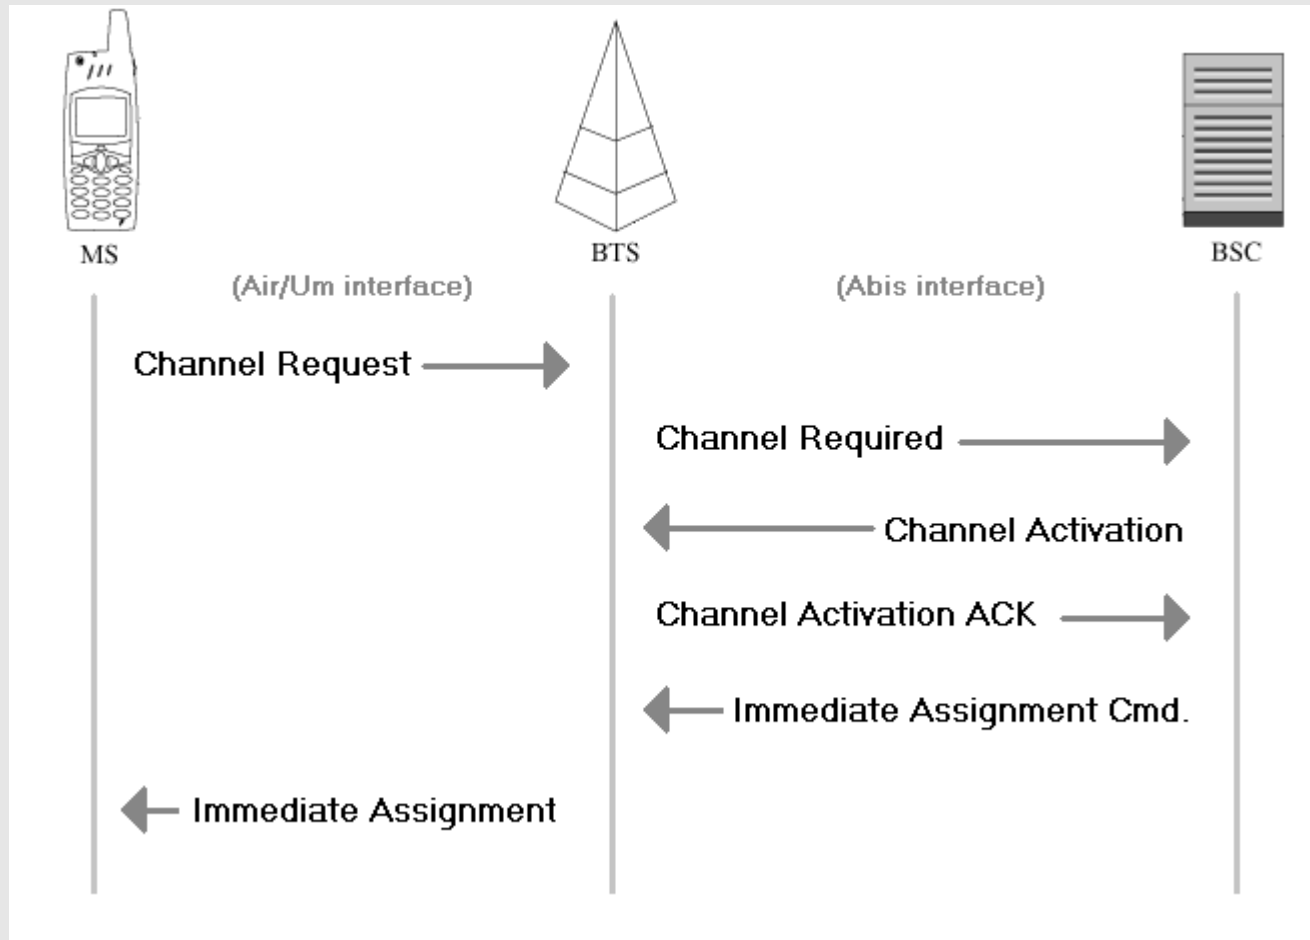 MS
BTS
BSC
(Air/Um interface)
(Abis interface)
Channel Request
Channel Required
Channel Activation
Channel Activation ACK
Immediate Assignment Cmd.
Immediate Assignment